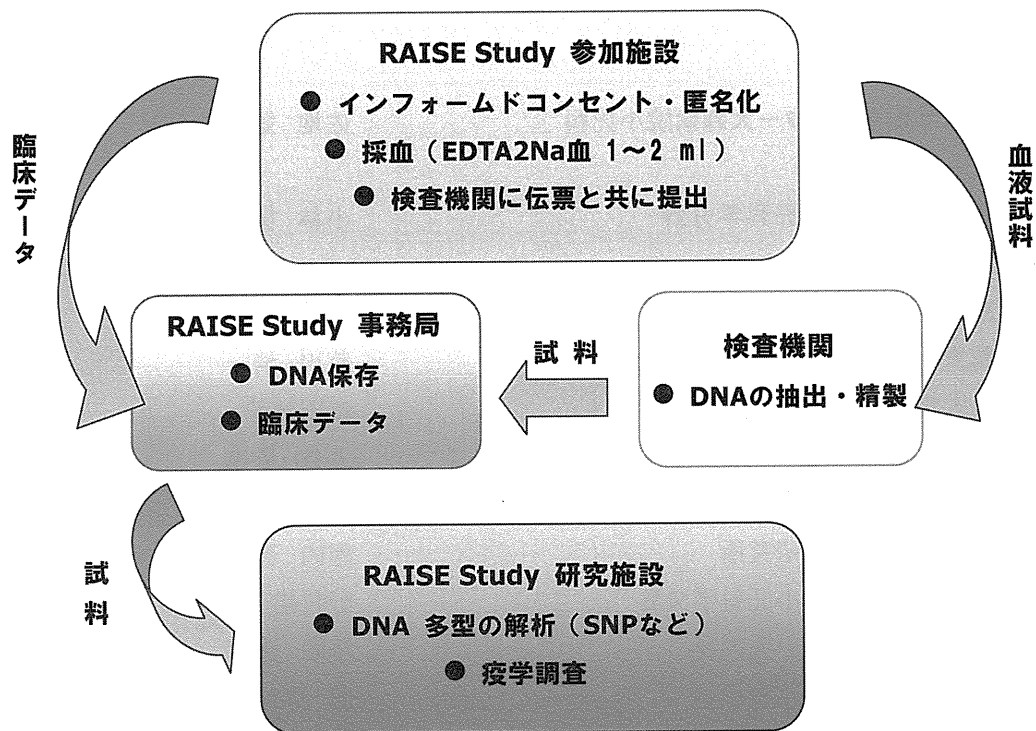 RAISE Study 参加施設
● インフォームドコンセント・匿名化
● 採血（EDTA2Na血 1～2 ml）
● 検査機関に伝票と共に提出
臨床データ
血液試料
RAISE Study 事務局
● DNA保存
● 臨床データ
試 料
検査機関
● DNAの抽出・精製
試 料
RAISE Study 研究施設
● DNA 多型の解析（SNPなど）
● 疫学調査